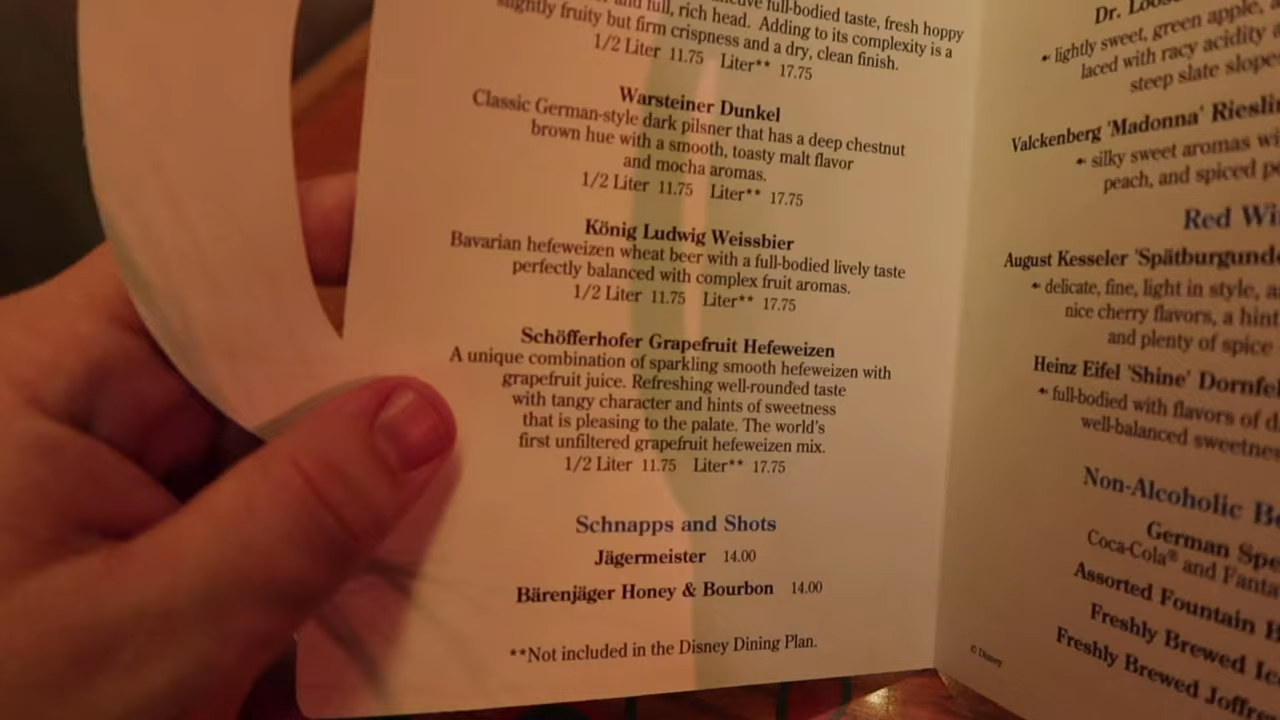 full-bodied taste, fresh hoppy
and full, rich head. Adding to its complexity is a
slightly fruity but firm crispness and a dry, clean finish.
1/2 Liter 11.75 Liter** 17.75
Warsteiner Dunkel
Classic German-style dark pilsner that has a deep chestnut
brown hue with a smooth, toasty malt flavor
and mocha aromas.
1/2 Liter 11.75 Liter** 17.75
König Ludwig Weissbier
Bavarian hefeweizen wheat beer with a full-bodied lively taste
perfectly balanced with complex fruit aromas.
1/2 Liter 11.75 Liter** 17.75
Schöfferhofer Grapefruit Hefeweizen
A unique combination of sparkling smooth hefeweizen with
grapefruit juice. Refreshing well-rounded taste
with tangy character and hints of sweetness
that is pleasing to the palate. The world's
first unfiltered grapefruit hefeweizen mix.
1/2 Liter 11.75 Liter** 17.75
Schnapps and Shots
Jägermeister 14.00
Bärenjäger Honey & Bourbon 14.00
**Not included in the Disney Dining Plan.
Dr.
lightly sweet, green apple,
laced with racy acidity
steep slate
Valckenberg 'Madonna'
silky sweet aromas
peach, and spiced
Red
August Kesseler
delicate, fine, light in style,
nice cherry flavors, a hint
and plenty of spice
Heinz Eifel 'Shine'
full-bodied with flavors of
well-balanced
Non-Alcoholic
German
Coca-Cola® and Fanta
Assorted Fountain
Freshly Brewed
Freshly Brewed
© Disney